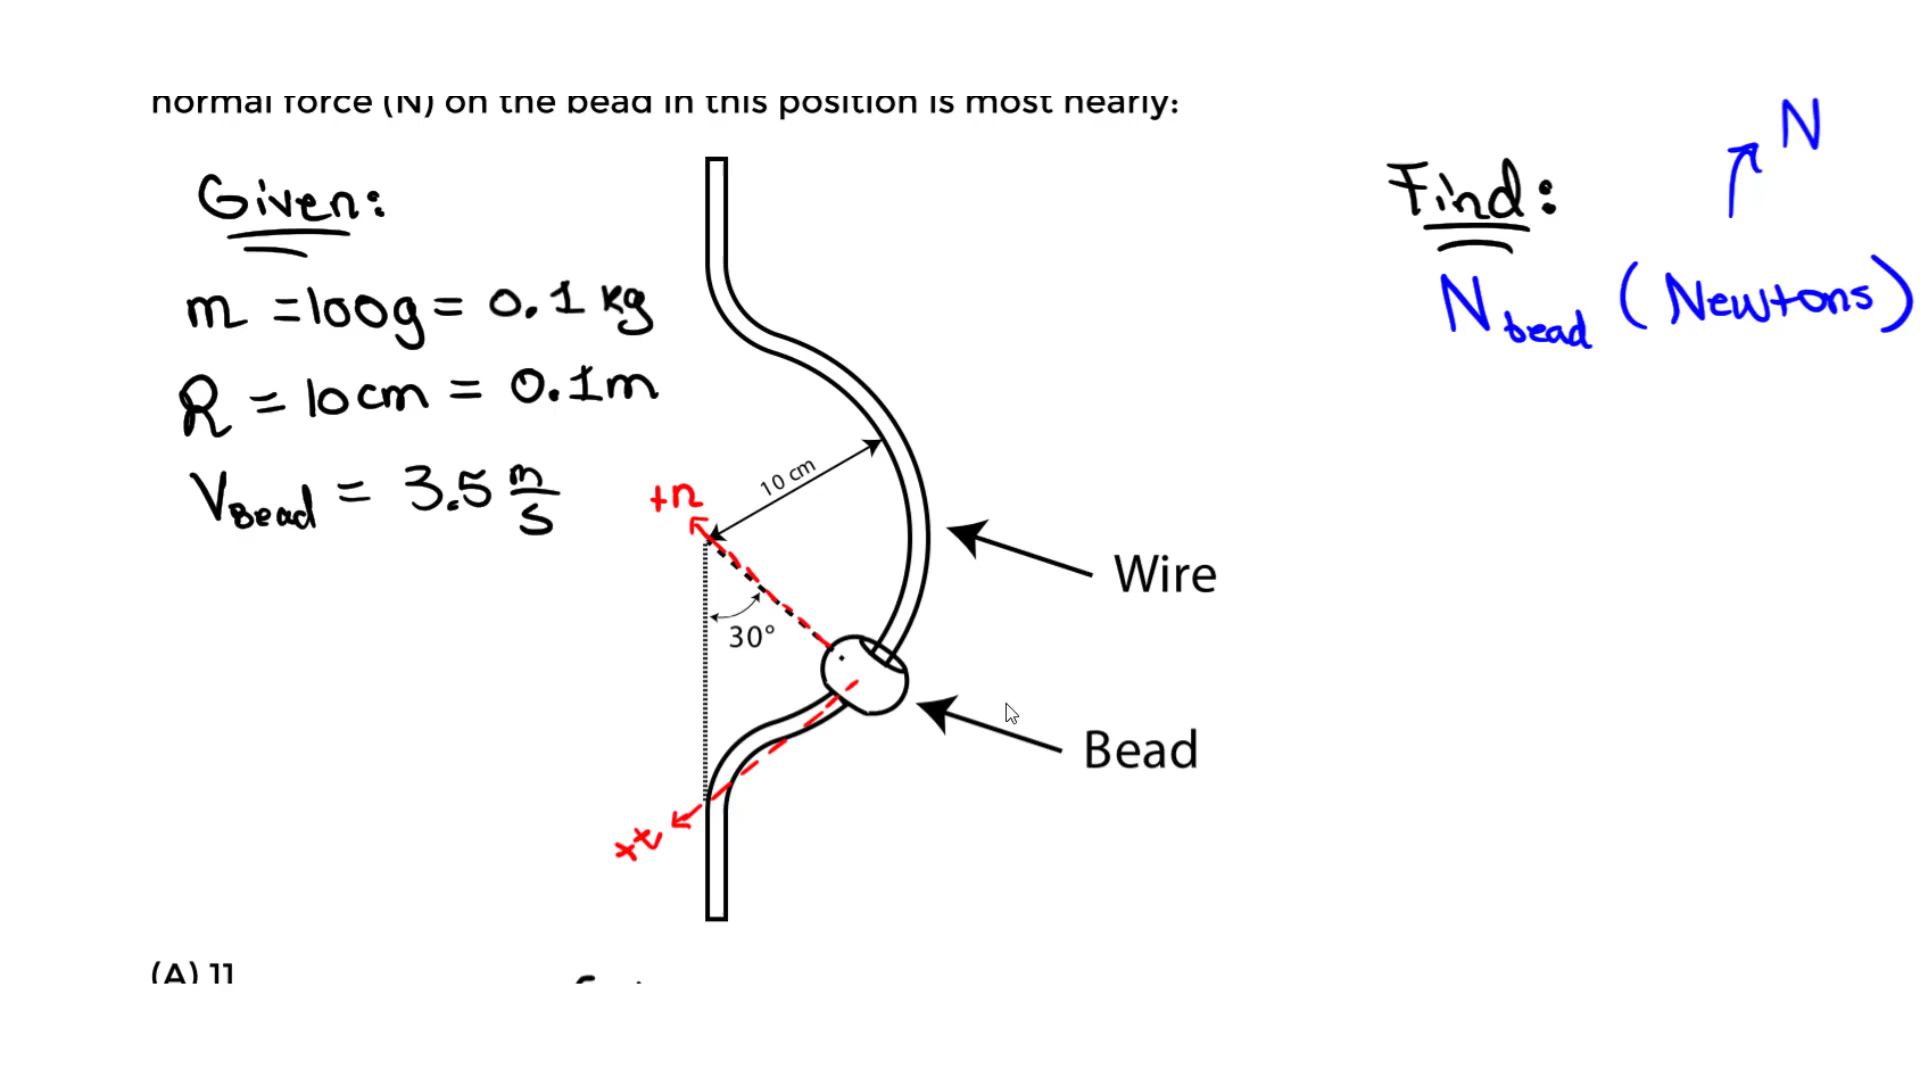 normal force (N) on the bead in this position is most nearly:
Given:
m = 100g = 0.1 kg
R = 10cm = 0.1m
VBead = 3.5 m/s
Find:
N
Nbead (Newtons)
10 cm
+n
30°
Wire
Bead
+t
(A) 11